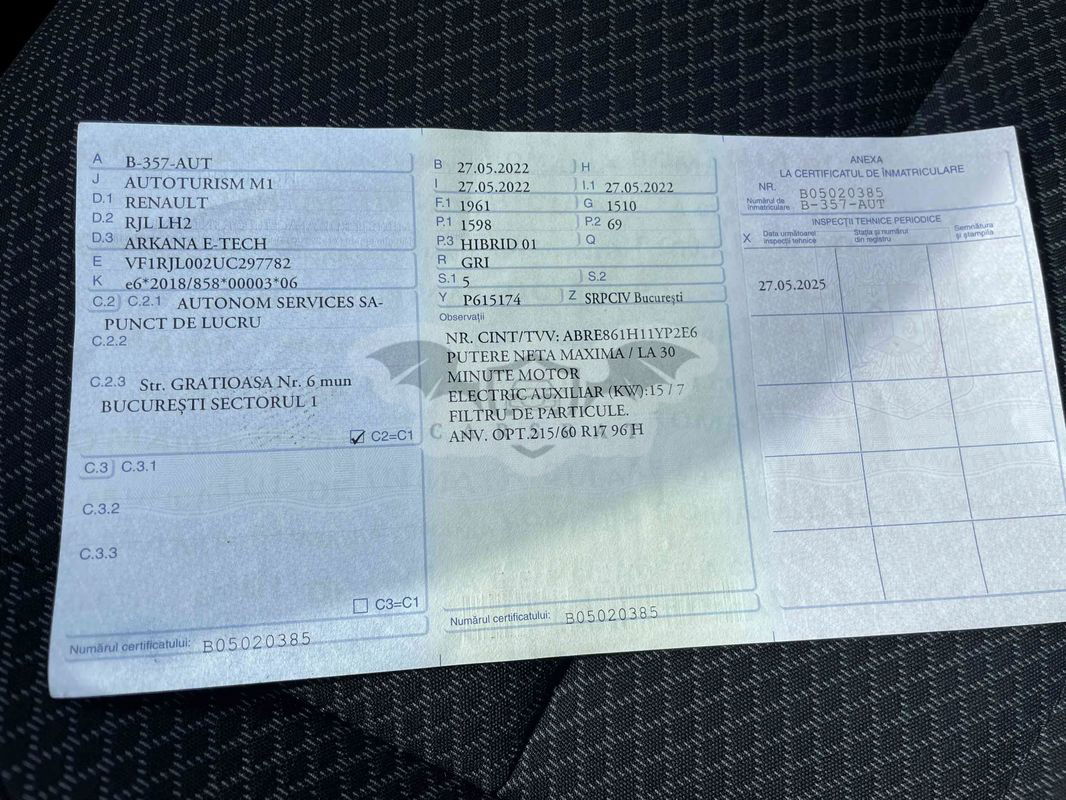 A B-357-AUT
J AUTOTURISM M1
D.1 RENAULT
D.2 RJL LH2
D.3 ARKANA E-TECH
E VF1RJL002UC297782
K e6*2018/858*00003*06
C.2 C.2.1 AUTONOM SERVICES SA-
PUNCT DE LUCRU
C.2.2
C.2.3 Str. GRATIOASA Nr. 6 mun
BUCUREȘTI SECTORUL 1
C2=C1
C.3 C.3.1
C.3.2
C.3.3
C3=C1
Numărul certificatului: B05020385
B 27.05.2022 H
I 27.05.2022 I.1 27.05.2022
F.1 1961 G 1510
P.1 1598 P.2 69
P.3 HIBRID 01 Q
R GRI
S.1 5 S.2
Y P615174 Z SRPCIV București
Observații
NR. CINT/TVV: ABRE861H11YP2E6
PUTERE NETA MAXIMA / LA 30
MINUTE MOTOR
ELECTRIC AUXILIAR (KW):15 / 7
FILTRU DE PARTICULE.
ANV. OPT.215/60 R17 96 H
Numărul certificatului: B05020385
ANEXA
LA CERTIFICATUL DE ÎNMATRICULARE
NR. B05020385
Numărul de înmatriculare B-357-AUT
INSPECȚII TEHNICE PERIODICE
X Data următoarei inspecții tehnice Stația și numărul din registru Semnătura și ștampila
27.05.2025